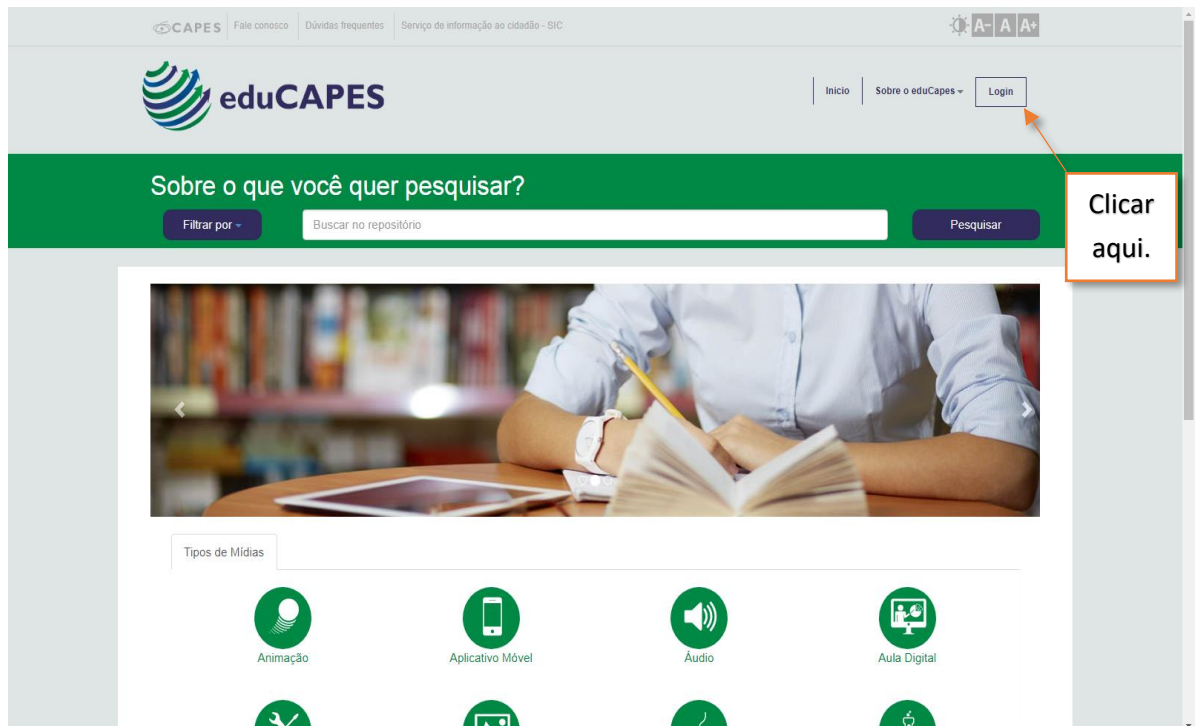 CAPES Fale conosco Dúvidas frequentes Serviço de informação ao cidadão - SIC A- A A+
eduCAPES
Inicio Sobre o eduCapes Login
Clicar
aqui.
Sobre o que você quer pesquisar?
Filtrar por Buscar no repositório Pesquisar
Tipos de Mídias
Animação Aplicativo Móvel Áudio Aula Digital